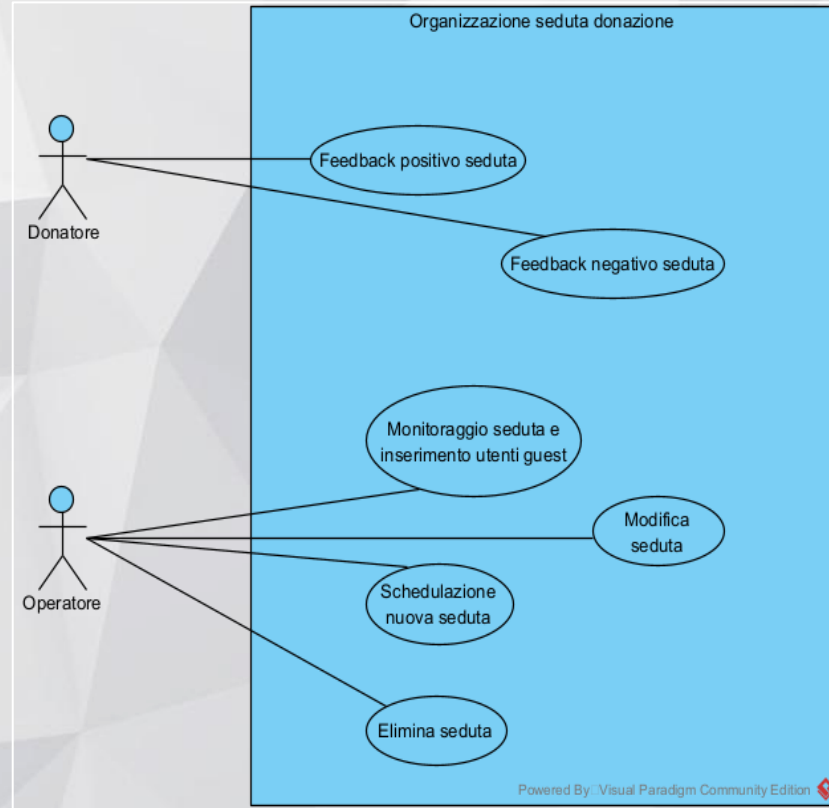 Organizzazione seduta donazione
Feedback positivo seduta
Donatore
Feedback negativo seduta
Monitoraggio seduta e
inserimento utenti guest
Modifica
seduta
Schedulazione
nuova seduta
Operatore
Elimina seduta
Powered By Visual Paradigm Community Edition